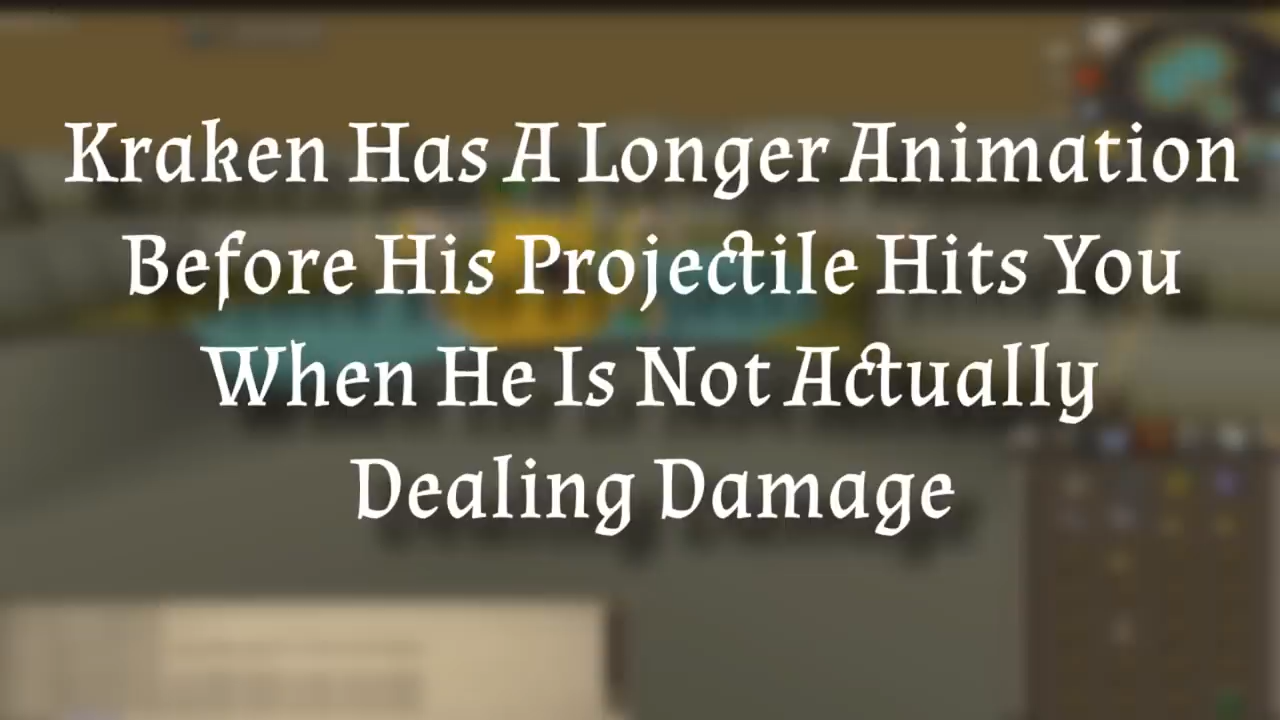 Kraken Has A Longer Animation
Before His Projectile Hits You
When He Is Not Actually
Dealing Damage